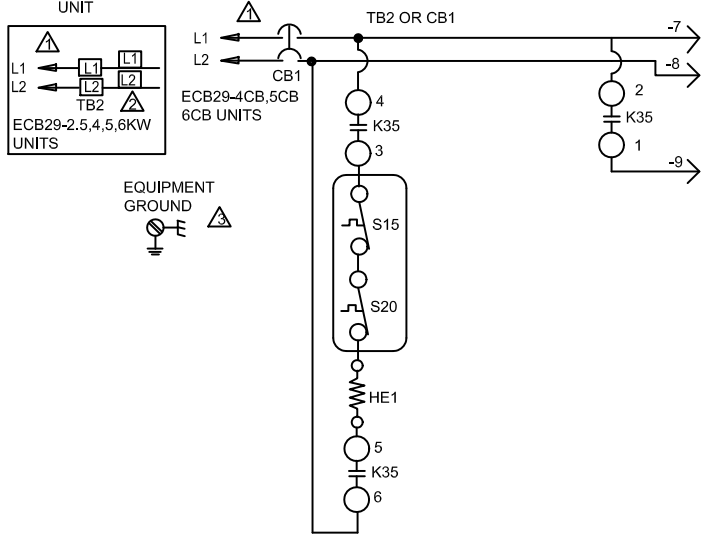 UNIT
1
L1 L1 L1
L2 L2 L2
TB2 2
ECB29-2.5,4,5,6KW
UNITS
1
L1
L2
CB1
ECB29-4CB,5CB
6CB UNITS
TB2 OR CB1
-7
-8
4
K35
3
2
K35
1
-9
EQUIPMENT
GROUND
3
S15
S20
HE1
5
K35
6